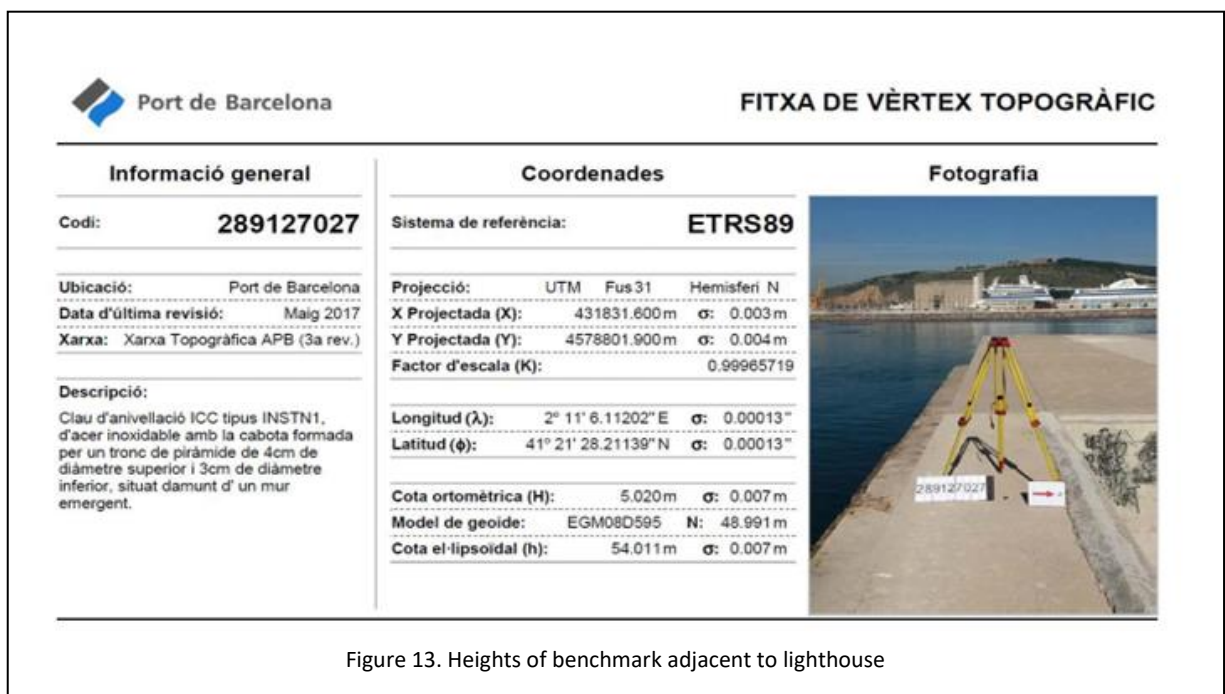 Port de Barcelona
FITXA DE VÈRTEX TOPOGRÀFIC
Informació general
Codi: 289127027
Ubicació: Port de Barcelona
Data d'última revisió: Maig 2017
Xarxa: Xarxa Topogràfica APB (3a rev.)
Descripció:
Clau d'anivellació ICC tipus INSTN1,
d'acer inoxidable amb la cabota formada
per un tronc de piràmide de 4cm de
diàmetre superior i 3cm de diàmetre
inferior, situat damunt d' un mur
emergent.
Coordenades
Sistema de referència: ETRS89
Projecció: UTM Fus 31 Hemisferi N
X Projectada (X): 431831.600 m σ: 0.003 m
Y Projectada (Y): 4578801.900 m σ: 0.004 m
Factor d'escala (K): 0.99965719
Longitud (λ): 2º 11' 6.11202" E σ: 0.00013"
Latitud (ϕ): 41º 21' 28.21139" N σ: 0.00013"
Cota ortomètrica (H): 5.020 m σ: 0.007 m
Model de geoide: EGM08D595 N: 48.991 m
Cota el·lipsoïdal (h): 54.011 m σ: 0.007 m
Fotografia
289127027
Figure 13. Heights of benchmark adjacent to lighthouse